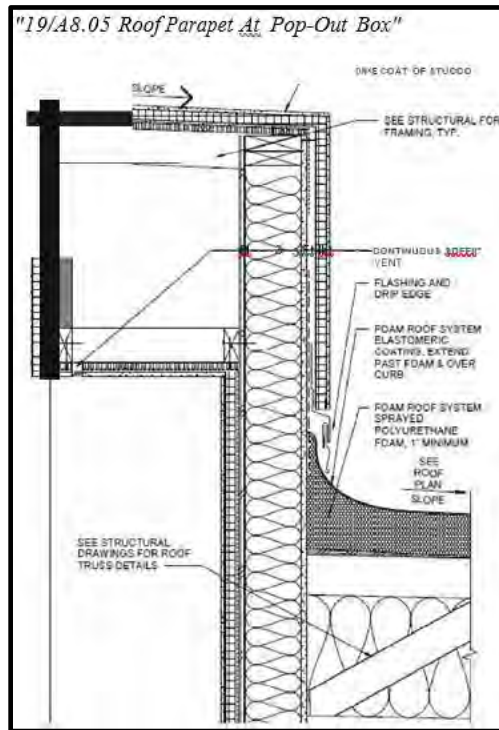 "19/A8.05 Roof Parapet At Pop-Out Box"
SLOPE
ONE COAT OF STUCCO
SEE STRUCTURAL FOR
FRAMING, TYP.
CONTINUOUS SOFFIT
VENT
FLASHING AND
DRIP EDGE
FOAM ROOF SYSTEM
ELASTOMERIC
COATING, EXTEND
PAST FOAM & OVER
CURB
FOAM ROOF SYSTEM
SPRAYED
POLYURETHANE
FOAM, 1" MINIMUM
SEE
ROOF
PLAN
SLOPE
SEE STRUCTURAL
DRAWINGS FOR ROOF
TRUSS DETAILS